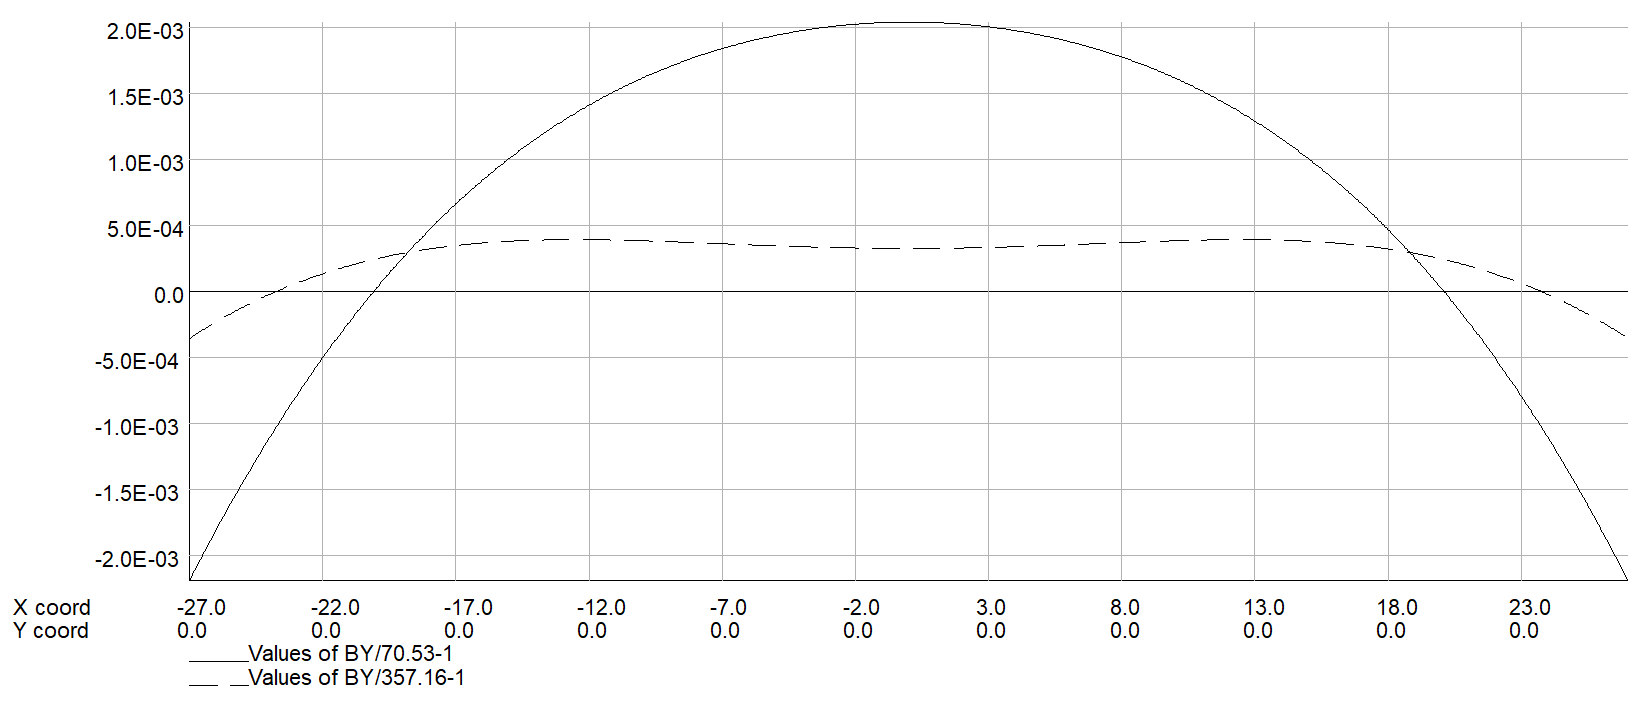 2.0E-03
1.5E-03
1.0E-03
5.0E-04
0.0
-5.0E-04
-1.0E-03
-1.5E-03
-2.0E-03
X coord -27.0 -22.0 -17.0 -12.0 -7.0 -2.0 3.0 8.0 13.0 18.0 23.0
Y coord 0.0 0.0 0.0 0.0 0.0 0.0 0.0 0.0 0.0 0.0 0.0
Values of BY/70.53-1
Values of BY/357.16-1